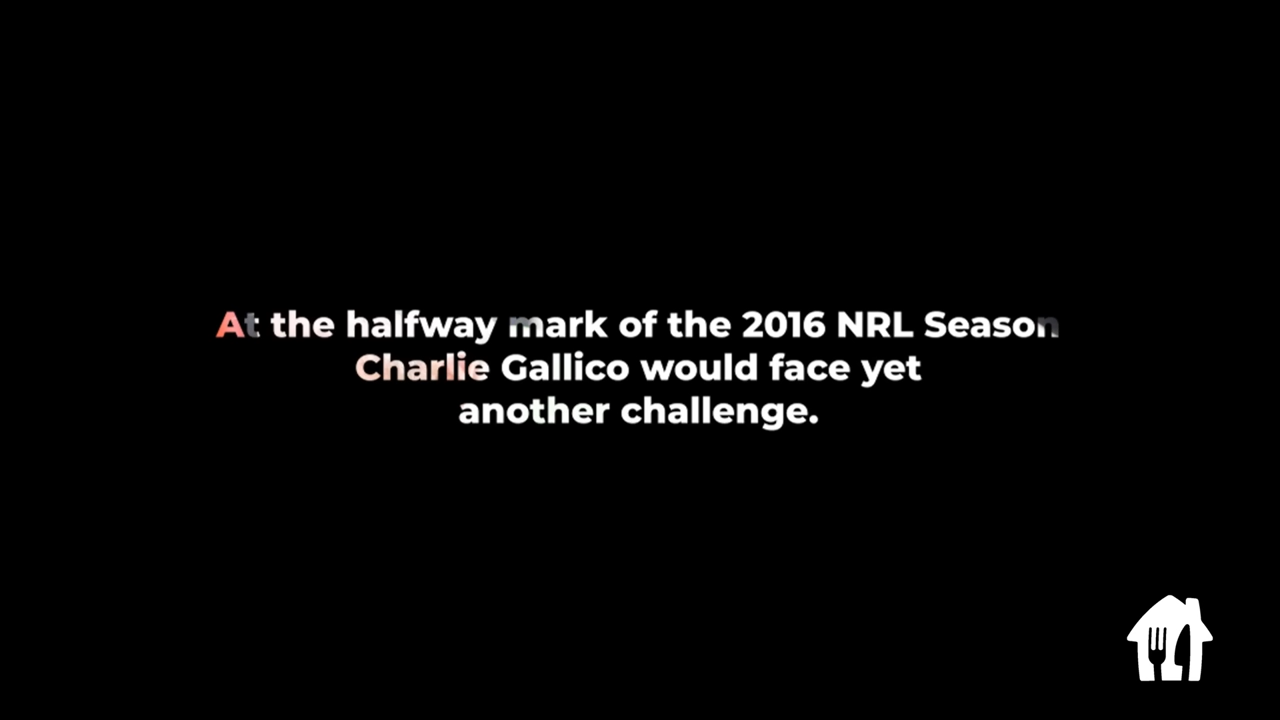 At the halfway mark of the 2016 NRL Season
Charlie Gallico would face yet
another challenge.